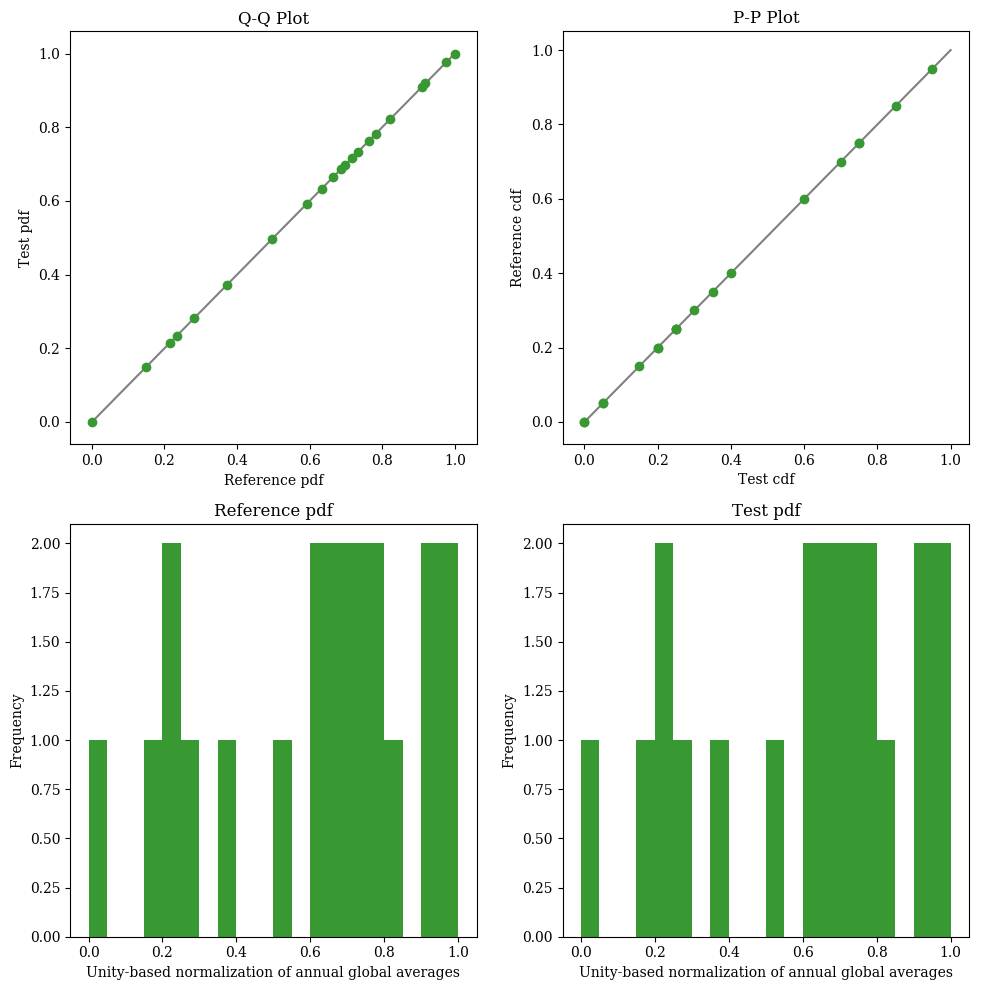 Q-Q Plot
1.0
0.8
0.6
0.4
0.2
0.0
Test pdf
0.0 0.2 0.4 0.6 0.8 1.0
Reference pdf
P-P Plot
1.0
0.8
0.6
0.4
0.2
0.0
Reference cdf
0.0 0.2 0.4 0.6 0.8 1.0
Test cdf
Reference pdf
2.00
1.75
1.50
1.25
1.00
0.75
0.50
0.25
0.00
Frequency
0.0 0.2 0.4 0.6 0.8 1.0
Unity-based normalization of annual global averages
Test pdf
2.00
1.75
1.50
1.25
1.00
0.75
0.50
0.25
0.00
Frequency
0.0 0.2 0.4 0.6 0.8 1.0
Unity-based normalization of annual global averages